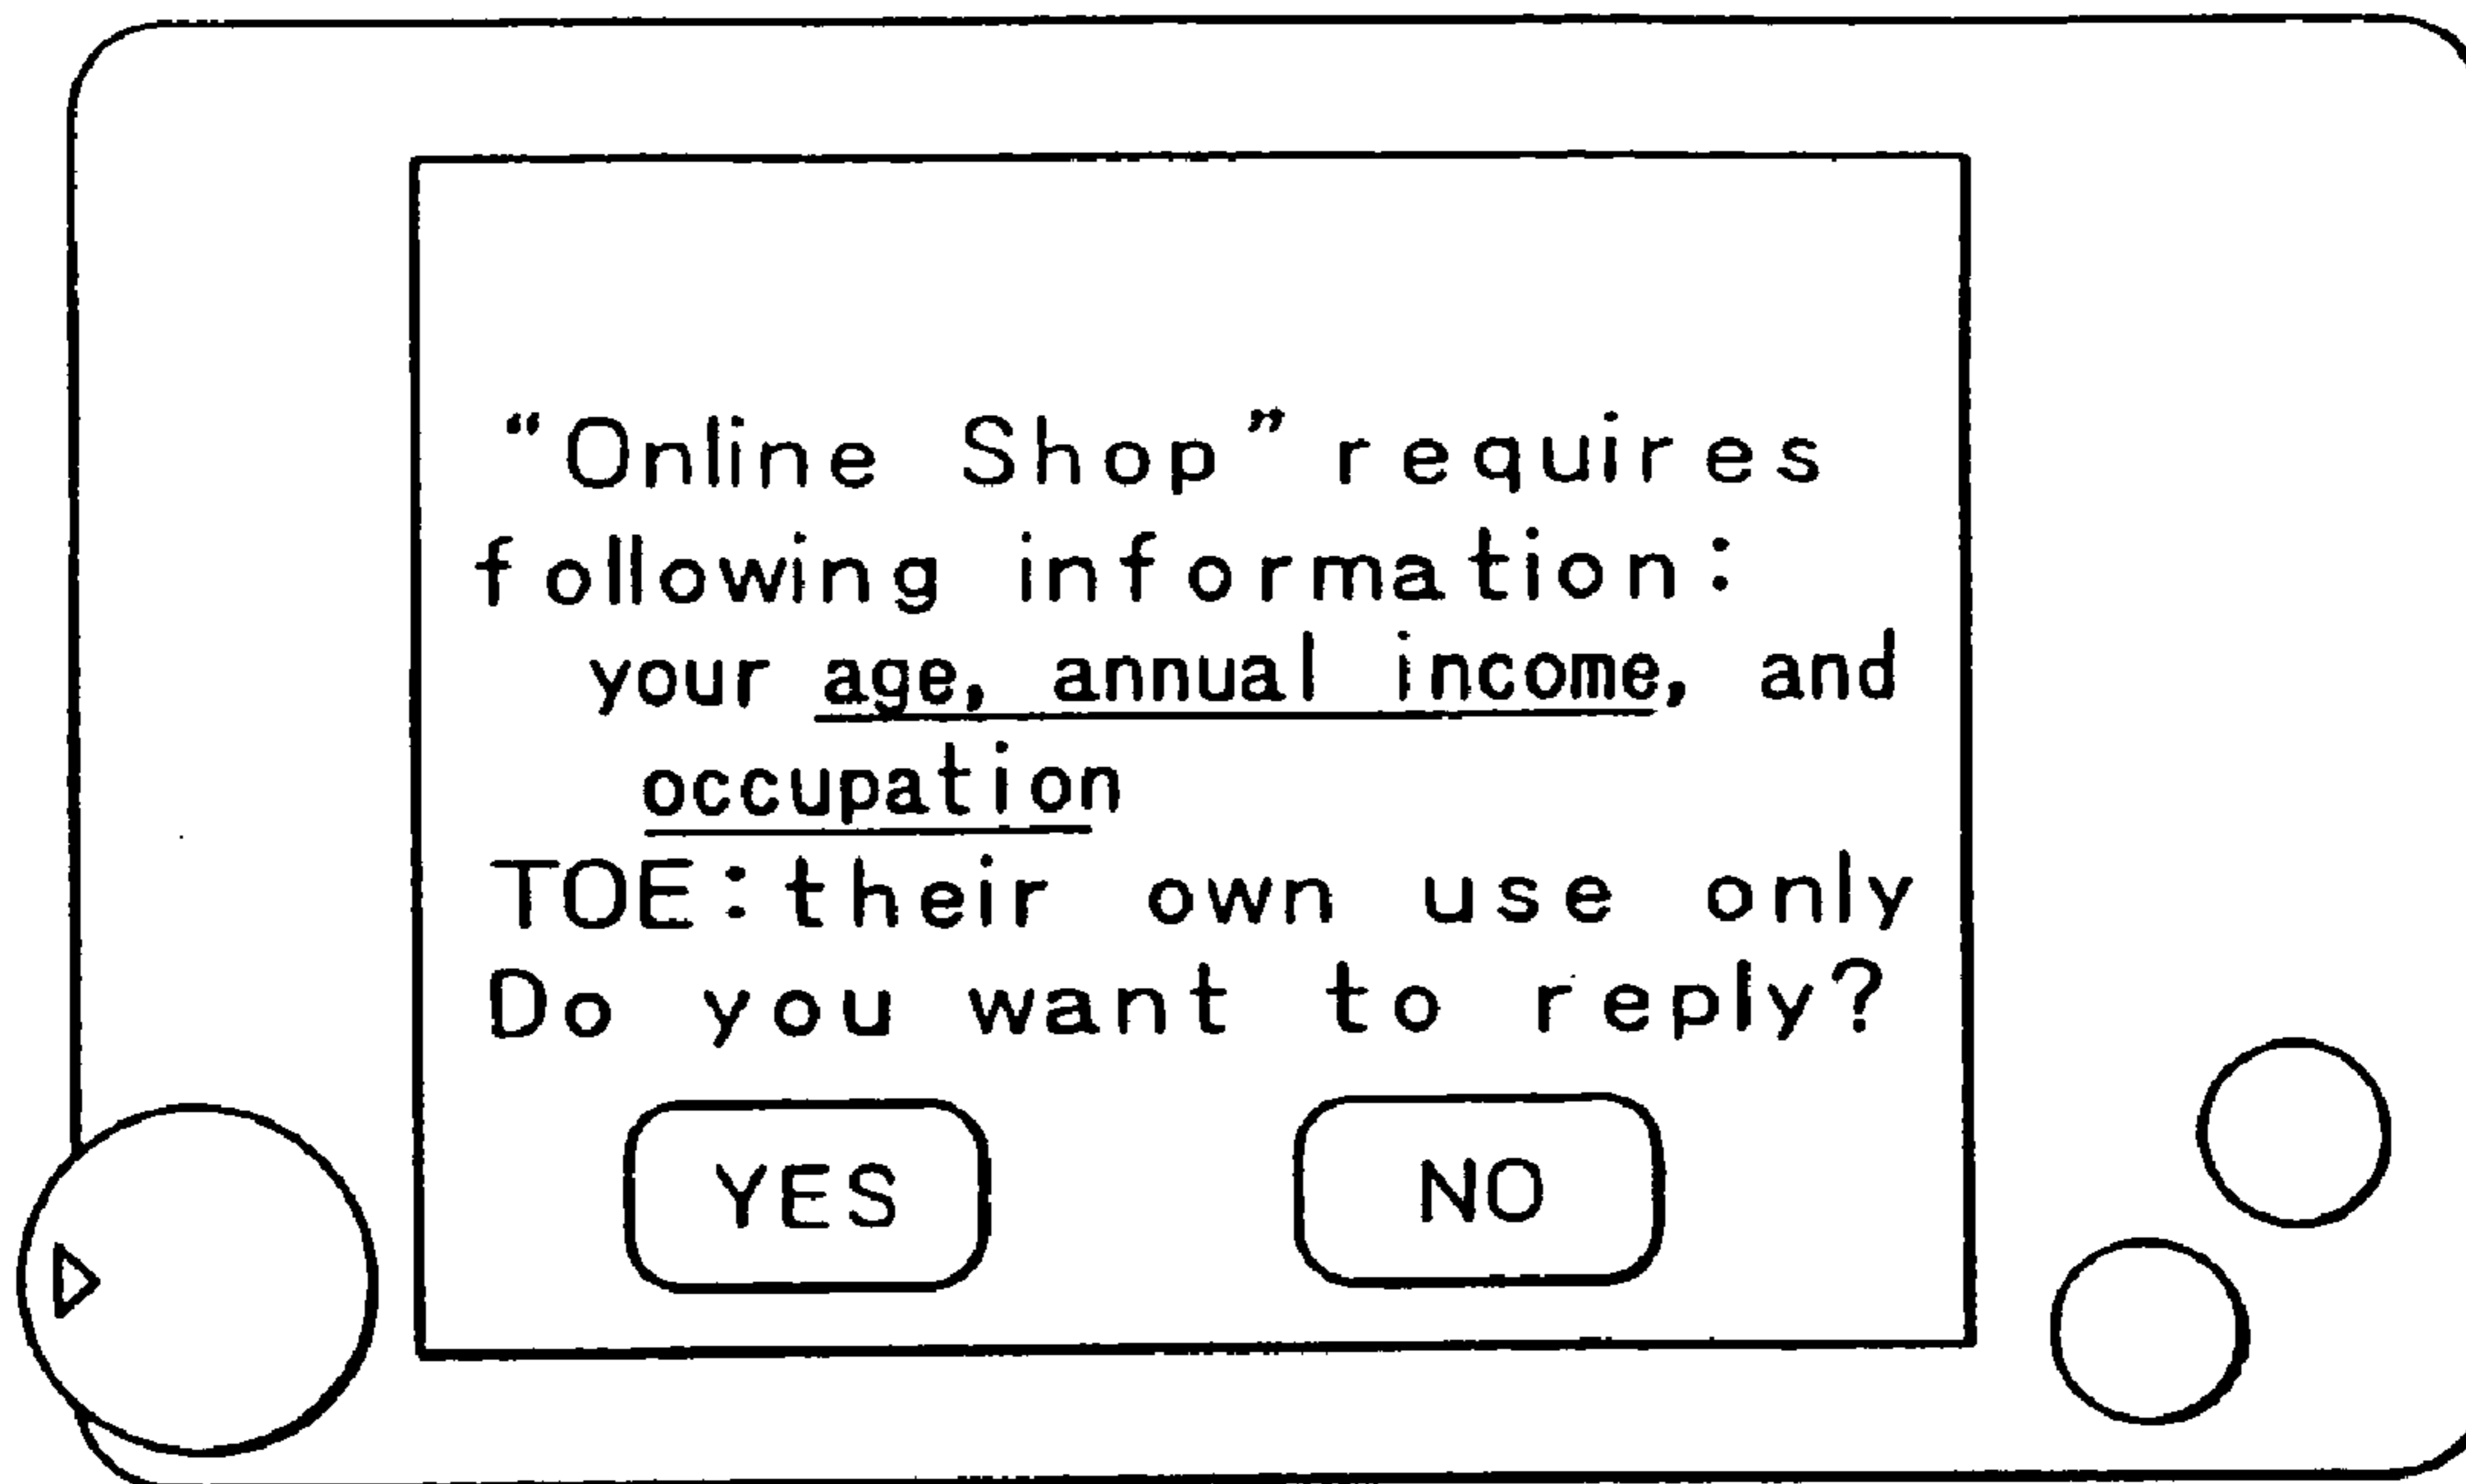 “Online Shop” requires
following information:
your age, annual income, and
occupation
TOE:their own use only
Do you want to reply?
YES NO